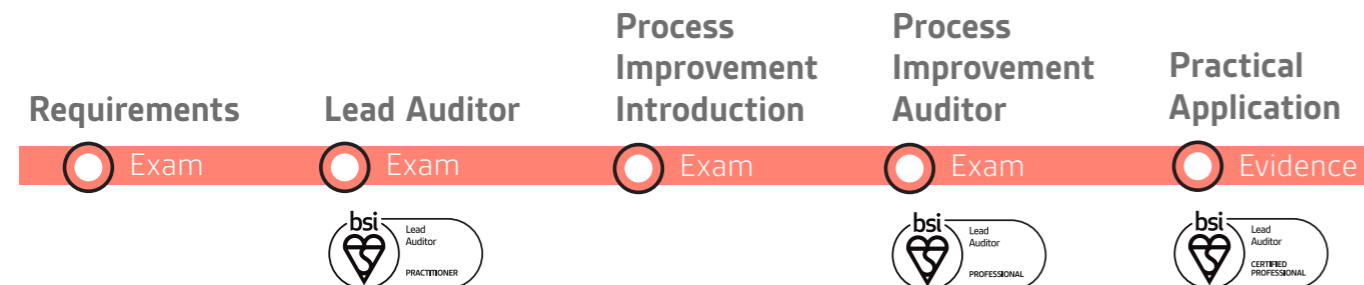 Requirements
Exam
Lead Auditor
Exam
bsi
Lead
Auditor
PRACTITIONER
Process
Improvement
Introduction
Exam
Process
Improvement
Auditor
Exam
bsi
Lead
Auditor
PROFESSIONAL
Practical
Application
Evidence
bsi
Lead
Auditor
CERTIFIED
PROFESSIONAL